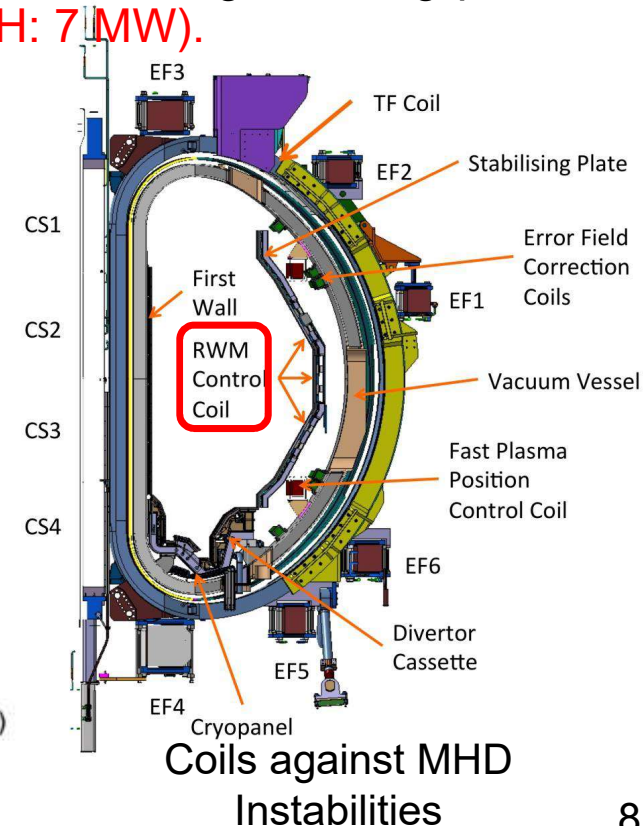 H: 7 MW).
EF3
TF Coil
EF2
Stabilising Plate
CS1
Error Field
Correction
Coils
First
Wall
EF1
CS2
RWM
Control
Coil
Vacuum Vessel
CS3
Fast Plasma
Position
Control Coil
CS4
EF6
Divertor
Cassette
EF5
EF4
Cryopanel
)
Coils against MHD
Instabilities
8